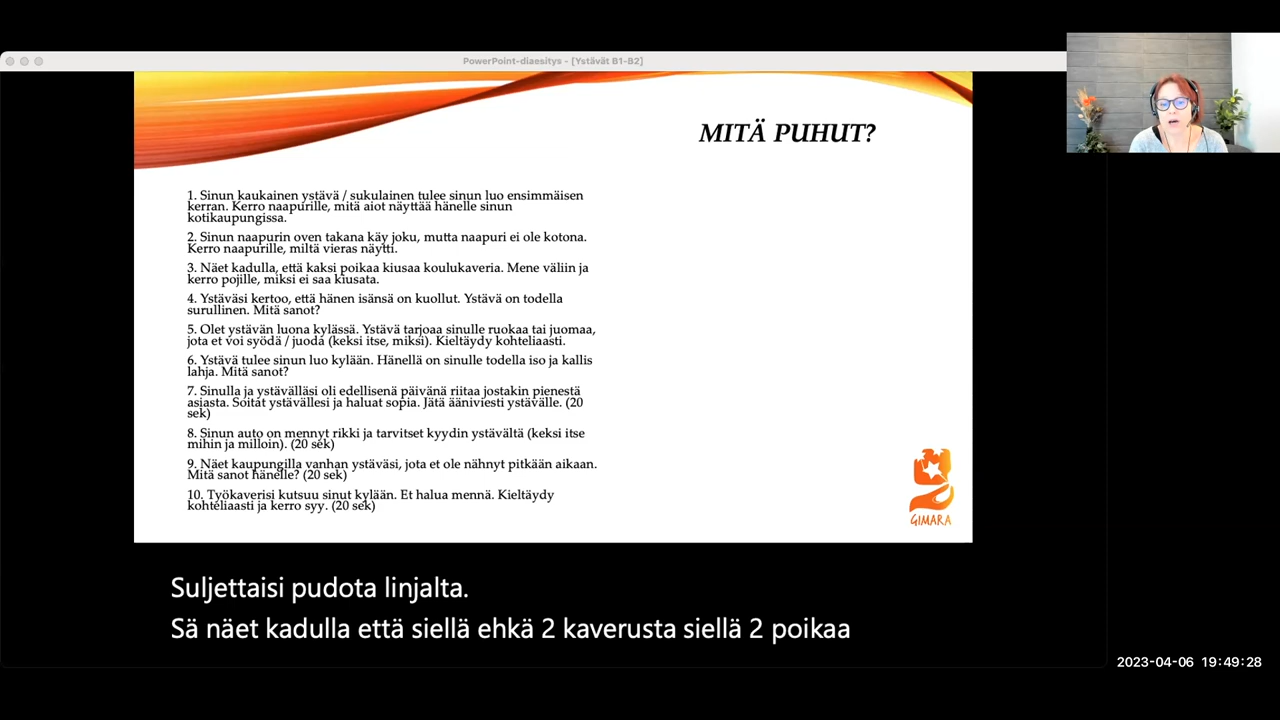 PowerPoint-diaesitys - [Ystävät B1-B2]
MITÄ PUHUT?
1. Sinun kaukainen ystävä / sukulainen tulee sinun luo ensimmäisen
kerran. Kerro naapurille, mitä aiot näyttää hänelle sinun
kotikaupungissa.
2. Sinun naapurin oven takana käy joku, mutta naapuri ei ole kotona.
Kerro naapurille, miltä vieras näytti.
3. Näet kadulla, että kaksi poikaa kiusaa koulukaveria. Mene väliin ja
kerro pojille, miksi ei saa kiusata.
4. Ystäväsi kertoo, että hänen isänsä on kuollut. Ystävä on todella
surullinen. Mitä sanot?
5. Olet ystävän luona kylässä. Ystävä tarjoaa sinulle ruokaa tai juomaa,
jota et voi syödä / juoda (keksi itse, miksi). Kieltäydy kohteliaasti.
6. Ystävä tulee sinun luo kylään. Hänellä on sinulle todella iso ja kallis
lahja. Mitä sanot?
7. Sinulla ja ystävälläsi oli edellisenä päivänä riitaa jostakin pienestä
asiasta. Soitat ystävällesi ja haluat sopia. Jätä ääniviesti ystävälle. (20
sek)
8. Sinun auto on mennyt rikki ja tarvitset kyydin ystävältä (keksi itse
mihin ja milloin). (20 sek)
9. Näet kaupungilla vanhan ystäväsi, jota et ole nähnyt pitkään aikaan.
Mitä sanot hänelle? (20 sek)
10. Työkaverisi kutsuu sinut kylään. Et halua mennä. Kieltäydy
kohteliaasti ja kerro syy. (20 sek)
GIMARA
Suljettaisi pudota linjalta.
Sä näet kadulla että siellä ehkä 2 kaverusta siellä 2 poikaa
2023-04-06 19:49:28